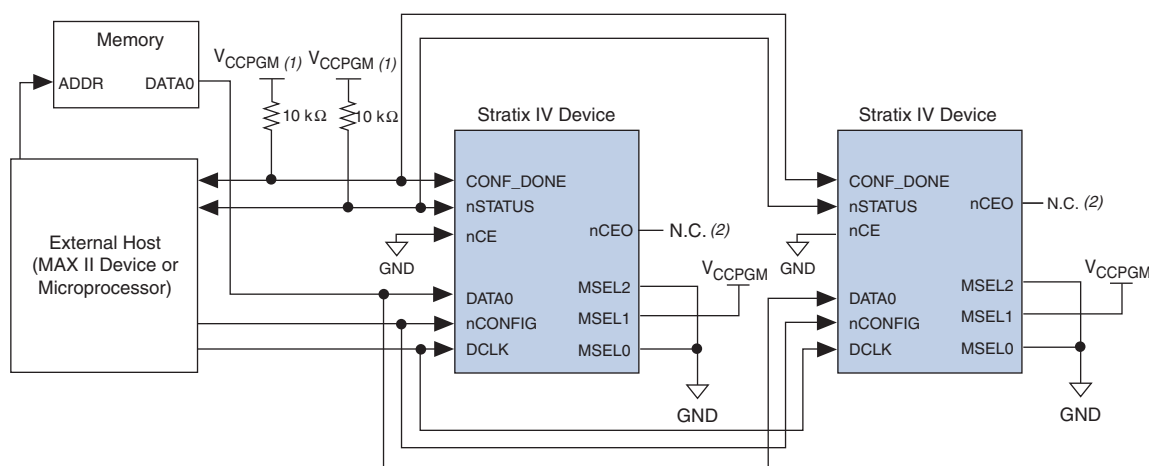 Memory
ADDR
DATA0
VCCPGM (1)
VCCPGM (1)
10 kΩ
10 kΩ
Stratix IV Device
Stratix IV Device
External Host
(MAX II Device or
Microprocessor)
CONF_DONE
nSTATUS
nCE
GND
DATA0
nCONFIG
DCLK
nCEO
N.C. (2)
MSEL2
MSEL1
MSEL0
VCCPGM
GND
CONF_DONE
nSTATUS
nCE
GND
DATA0
nCONFIG
DCLK
nCEO
N.C. (2)
MSEL2
MSEL1
MSEL0
VCCPGM
GND